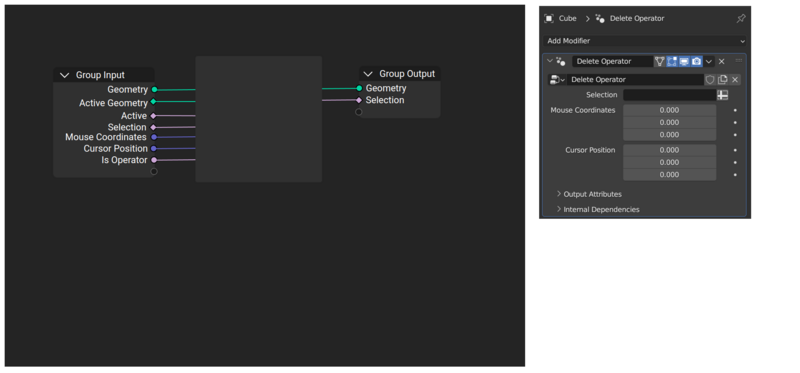 Group Input
Geometry
Active Geometry
Active
Selection
Mouse Coordinates
Cursor Position
Is Operator
Group Output
Geometry
Selection
Cube > Delete Operator
Add Modifier
Delete Operator
Delete Operator
Selection
Mouse Coordinates 0.000
0.000
0.000
Cursor Position 0.000
0.000
0.000
Output Attributes
Internal Dependencies